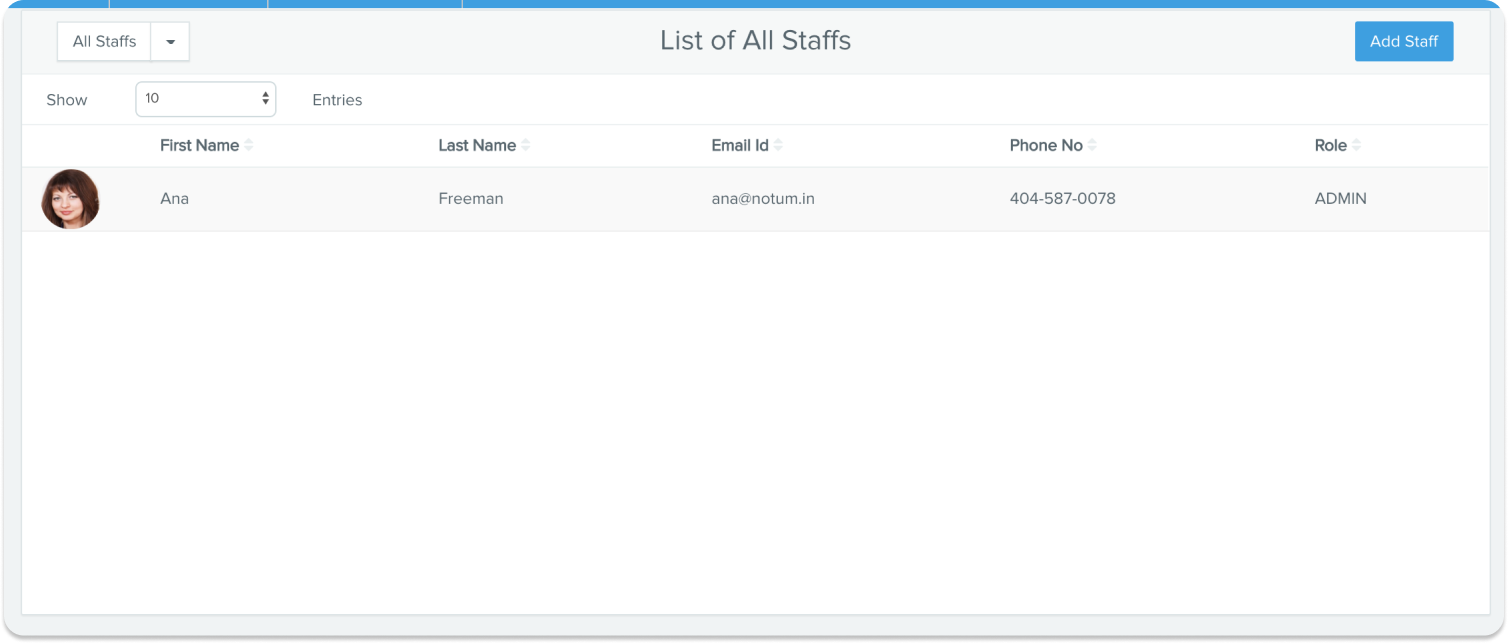 All Staffs
List of All Staffs
Add Staff
Show 10 Entries
First Name Last Name Email Id Phone No Role
Ana Freeman ana@notum.in 404-587-0078 ADMIN